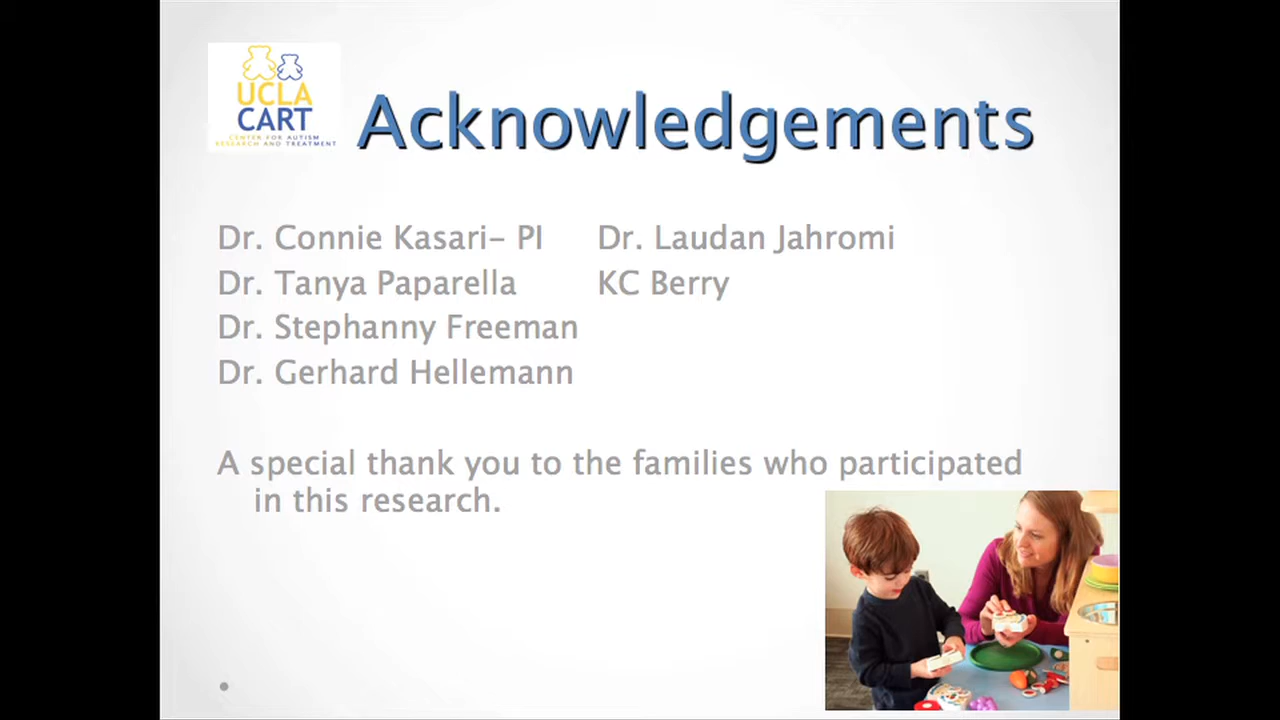 UCLA
CART
CENTER FOR AUTISM
RESEARCH AND TREATMENT
Acknowledgements
Dr. Connie Kasari- PI
Dr. Laudan Jahromi
Dr. Tanya Paparella
KC Berry
Dr. Stephanny Freeman
Dr. Gerhard Hellemann
A special thank you to the families who participated
in this research.